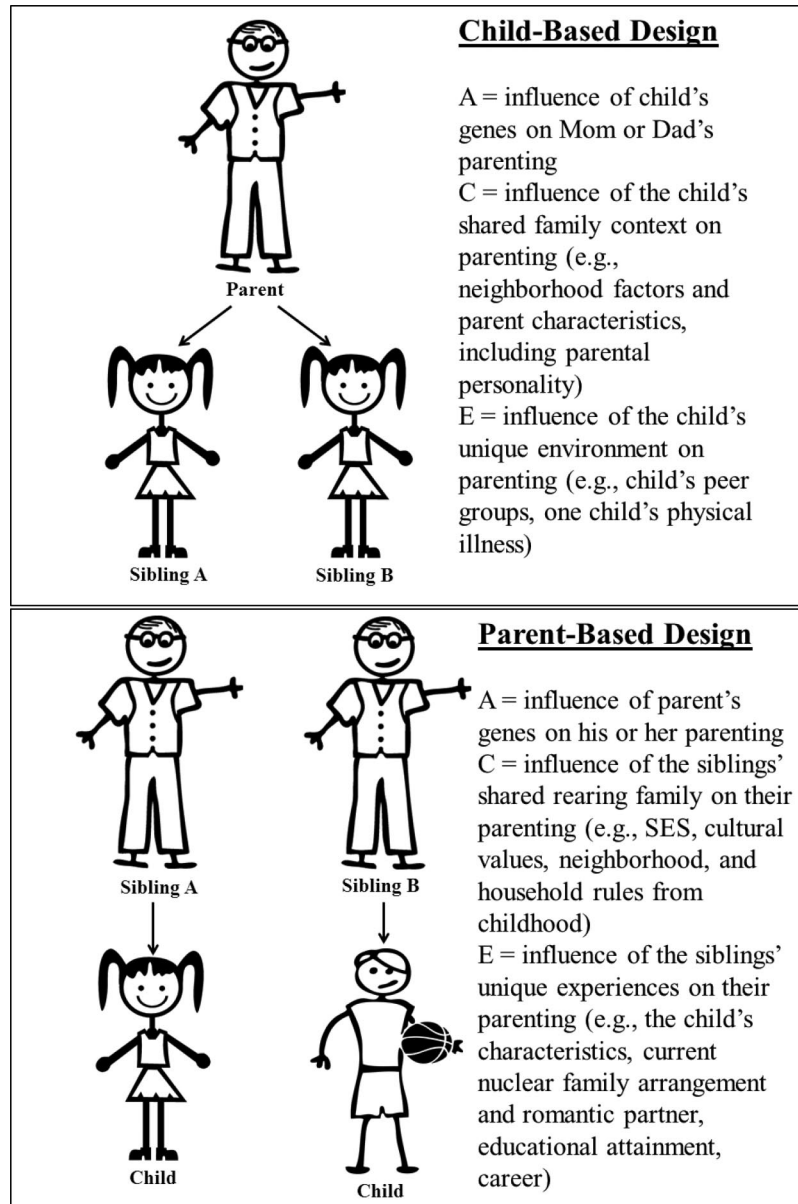 Child-Based Design
A = influence of child’s
genes on Mom or Dad’s
parenting
C = influence of the child’s
shared family context on
parenting (e.g.,
neighborhood factors and
parent characteristics,
including parental
personality)
E = influence of the child’s
unique environment on
parenting (e.g., child’s peer
groups, one child’s physical
illness)
Parent
Sibling A
Sibling B
Parent-Based Design
A = influence of parent’s
genes on his or her parenting
C = influence of the siblings’
shared rearing family on their
parenting (e.g., SES, cultural
values, neighborhood, and
household rules from
childhood)
E = influence of the siblings’
unique experiences on their
parenting (e.g., the child’s
characteristics, current
nuclear family arrangement
and romantic partner,
educational attainment,
career)
Sibling A
Sibling B
Child
Child